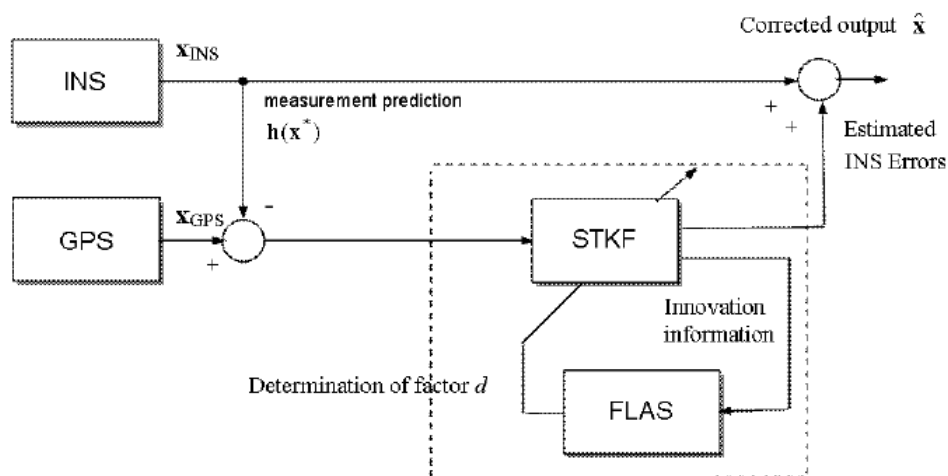 Corrected output x̂
x_INS
INS
measurement prediction
h(x*)
+
+
Estimated
INS Errors
x_GPS
GPS
-
+
STKF
Innovation
information
Determination of factor d
FLAS